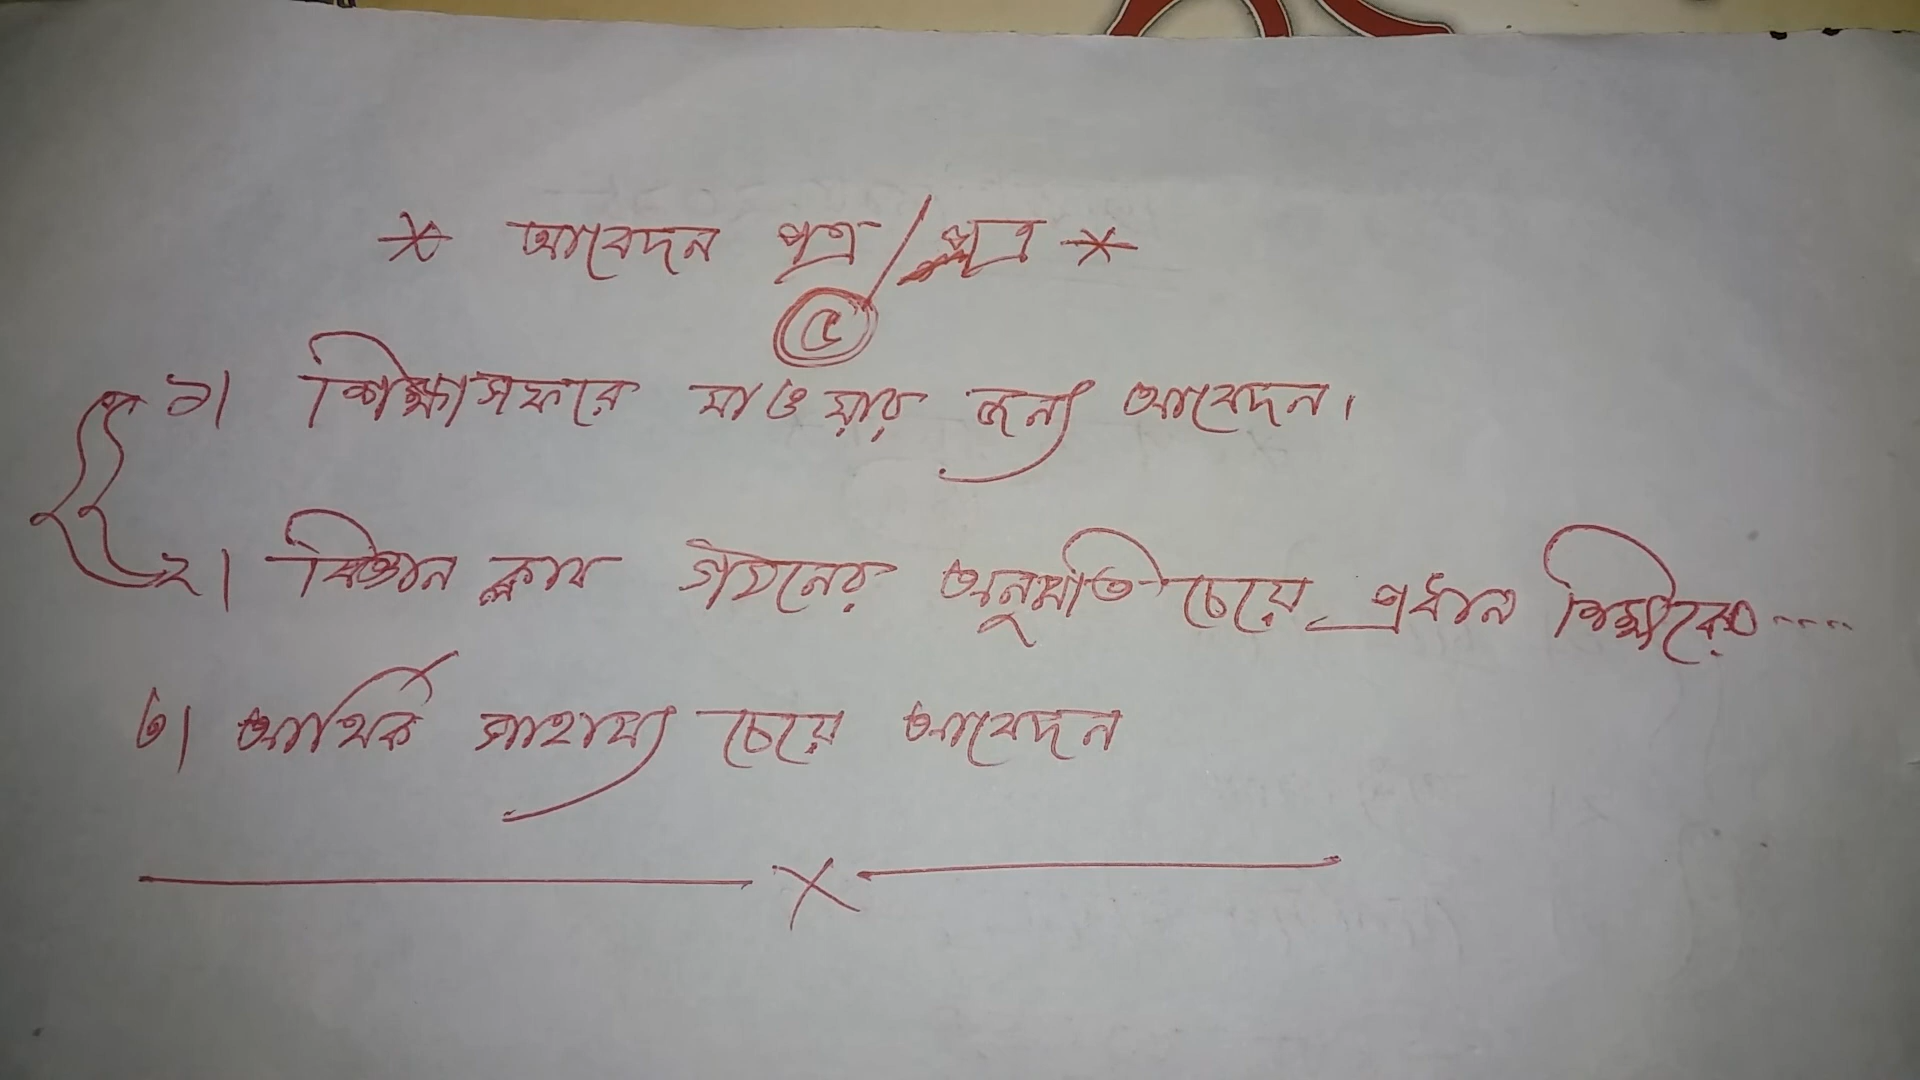 * আবেদন পত্র / পত্র *
৫
১। শিক্ষাসফরে যাওয়ার জন্য আবেদন।
২। বিজ্ঞান ক্লাব গঠনের অনুমতি চেয়ে প্রধান শিক্ষকের ----
৩। আর্থিক সাহায্য চেয়ে আবেদন